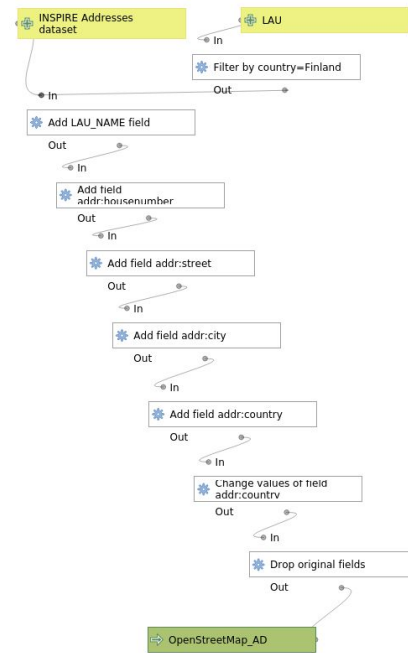 INSPIRE Addresses
dataset
LAU
In
Filter by country=Finland
Out
In
Add LAU_NAME field
Out
In
Add field
addr:housenumber
Out
In
Add field addr:street
Out
In
Add field addr:city
Out
In
Add field addr:country
Out
In
Change values of field
addr:country
Out
In
Drop original fields
Out
OpenStreetMap_AD